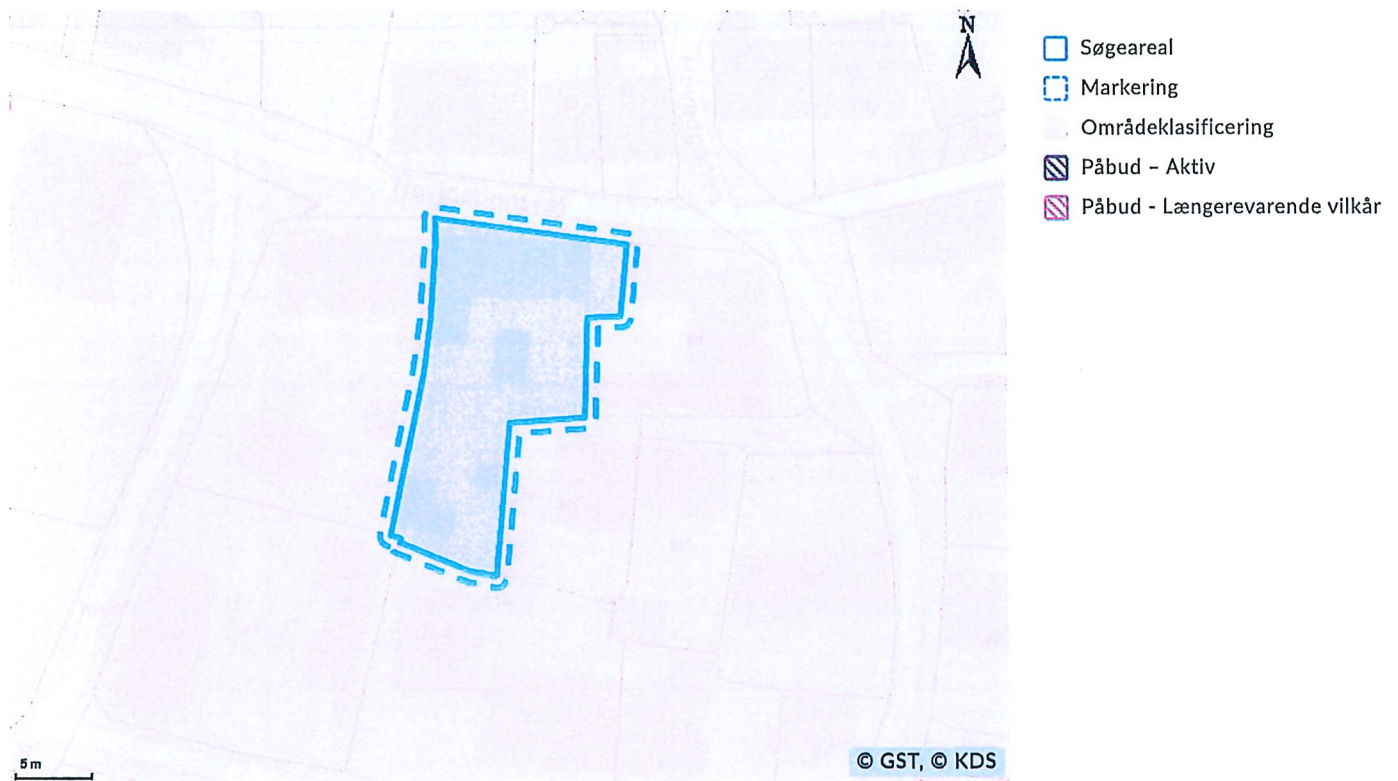 N
Søgeareal
Markering
Områdeklasificering
Påbud – Aktiv
Påbud - Længerevarende vilkår
5 m
© GST, © KDS